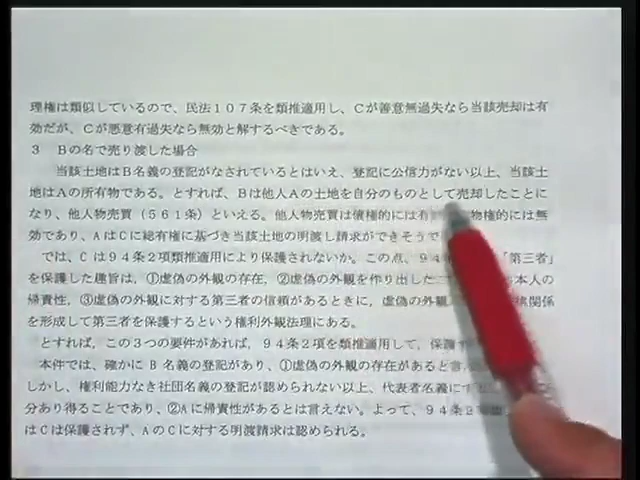 理権は類似しているので、民法１０７条を類推適用し、Ｃが善意無過失なら当該売却は有
効だが、Ｃが悪意有過失なら無効と解するべきである。
３　Ｂの名で売り渡した場合
当該土地はＢ名義の登記がなされているとはいえ、登記に公信力がない以上、当該土
地はＡの所有物である。とすれば、Ｂは他人Ａの土地を自分のものとして売却したことに
なり、他人物売買（５６１条）といえる。他人物売買は債権的には有 物権的には無
効であり、ＡはＣに総有権に基づき当該土地の明渡し請求ができそうで
では、Ｃは９４条２項類推適用により保護されないか。この点、９４ 「第三者」
を保護した趣旨は、①虚偽の外観の存在、②虚偽の外観を作り出した 本人の
帰責性，③虚偽の外観に対する第三者の信頼があるときに、虚偽の外観 関係
を形成して第三者を保護するという権利外観法理にある。
とすれば、この３つの要件があれば、９４条２項を類推適用して、保護
本件では、確かにＢ名義の登記があり、①虚偽の外観の存在があると言
しかし、権利能力なき社団名義の登記が認められない以上、代表者名義に
分あり得ることであり、②Ａに帰責性があるとは言えない。よって、９４条２項
はＣは保護されず、ＡのＣに対する明渡請求は認められる。